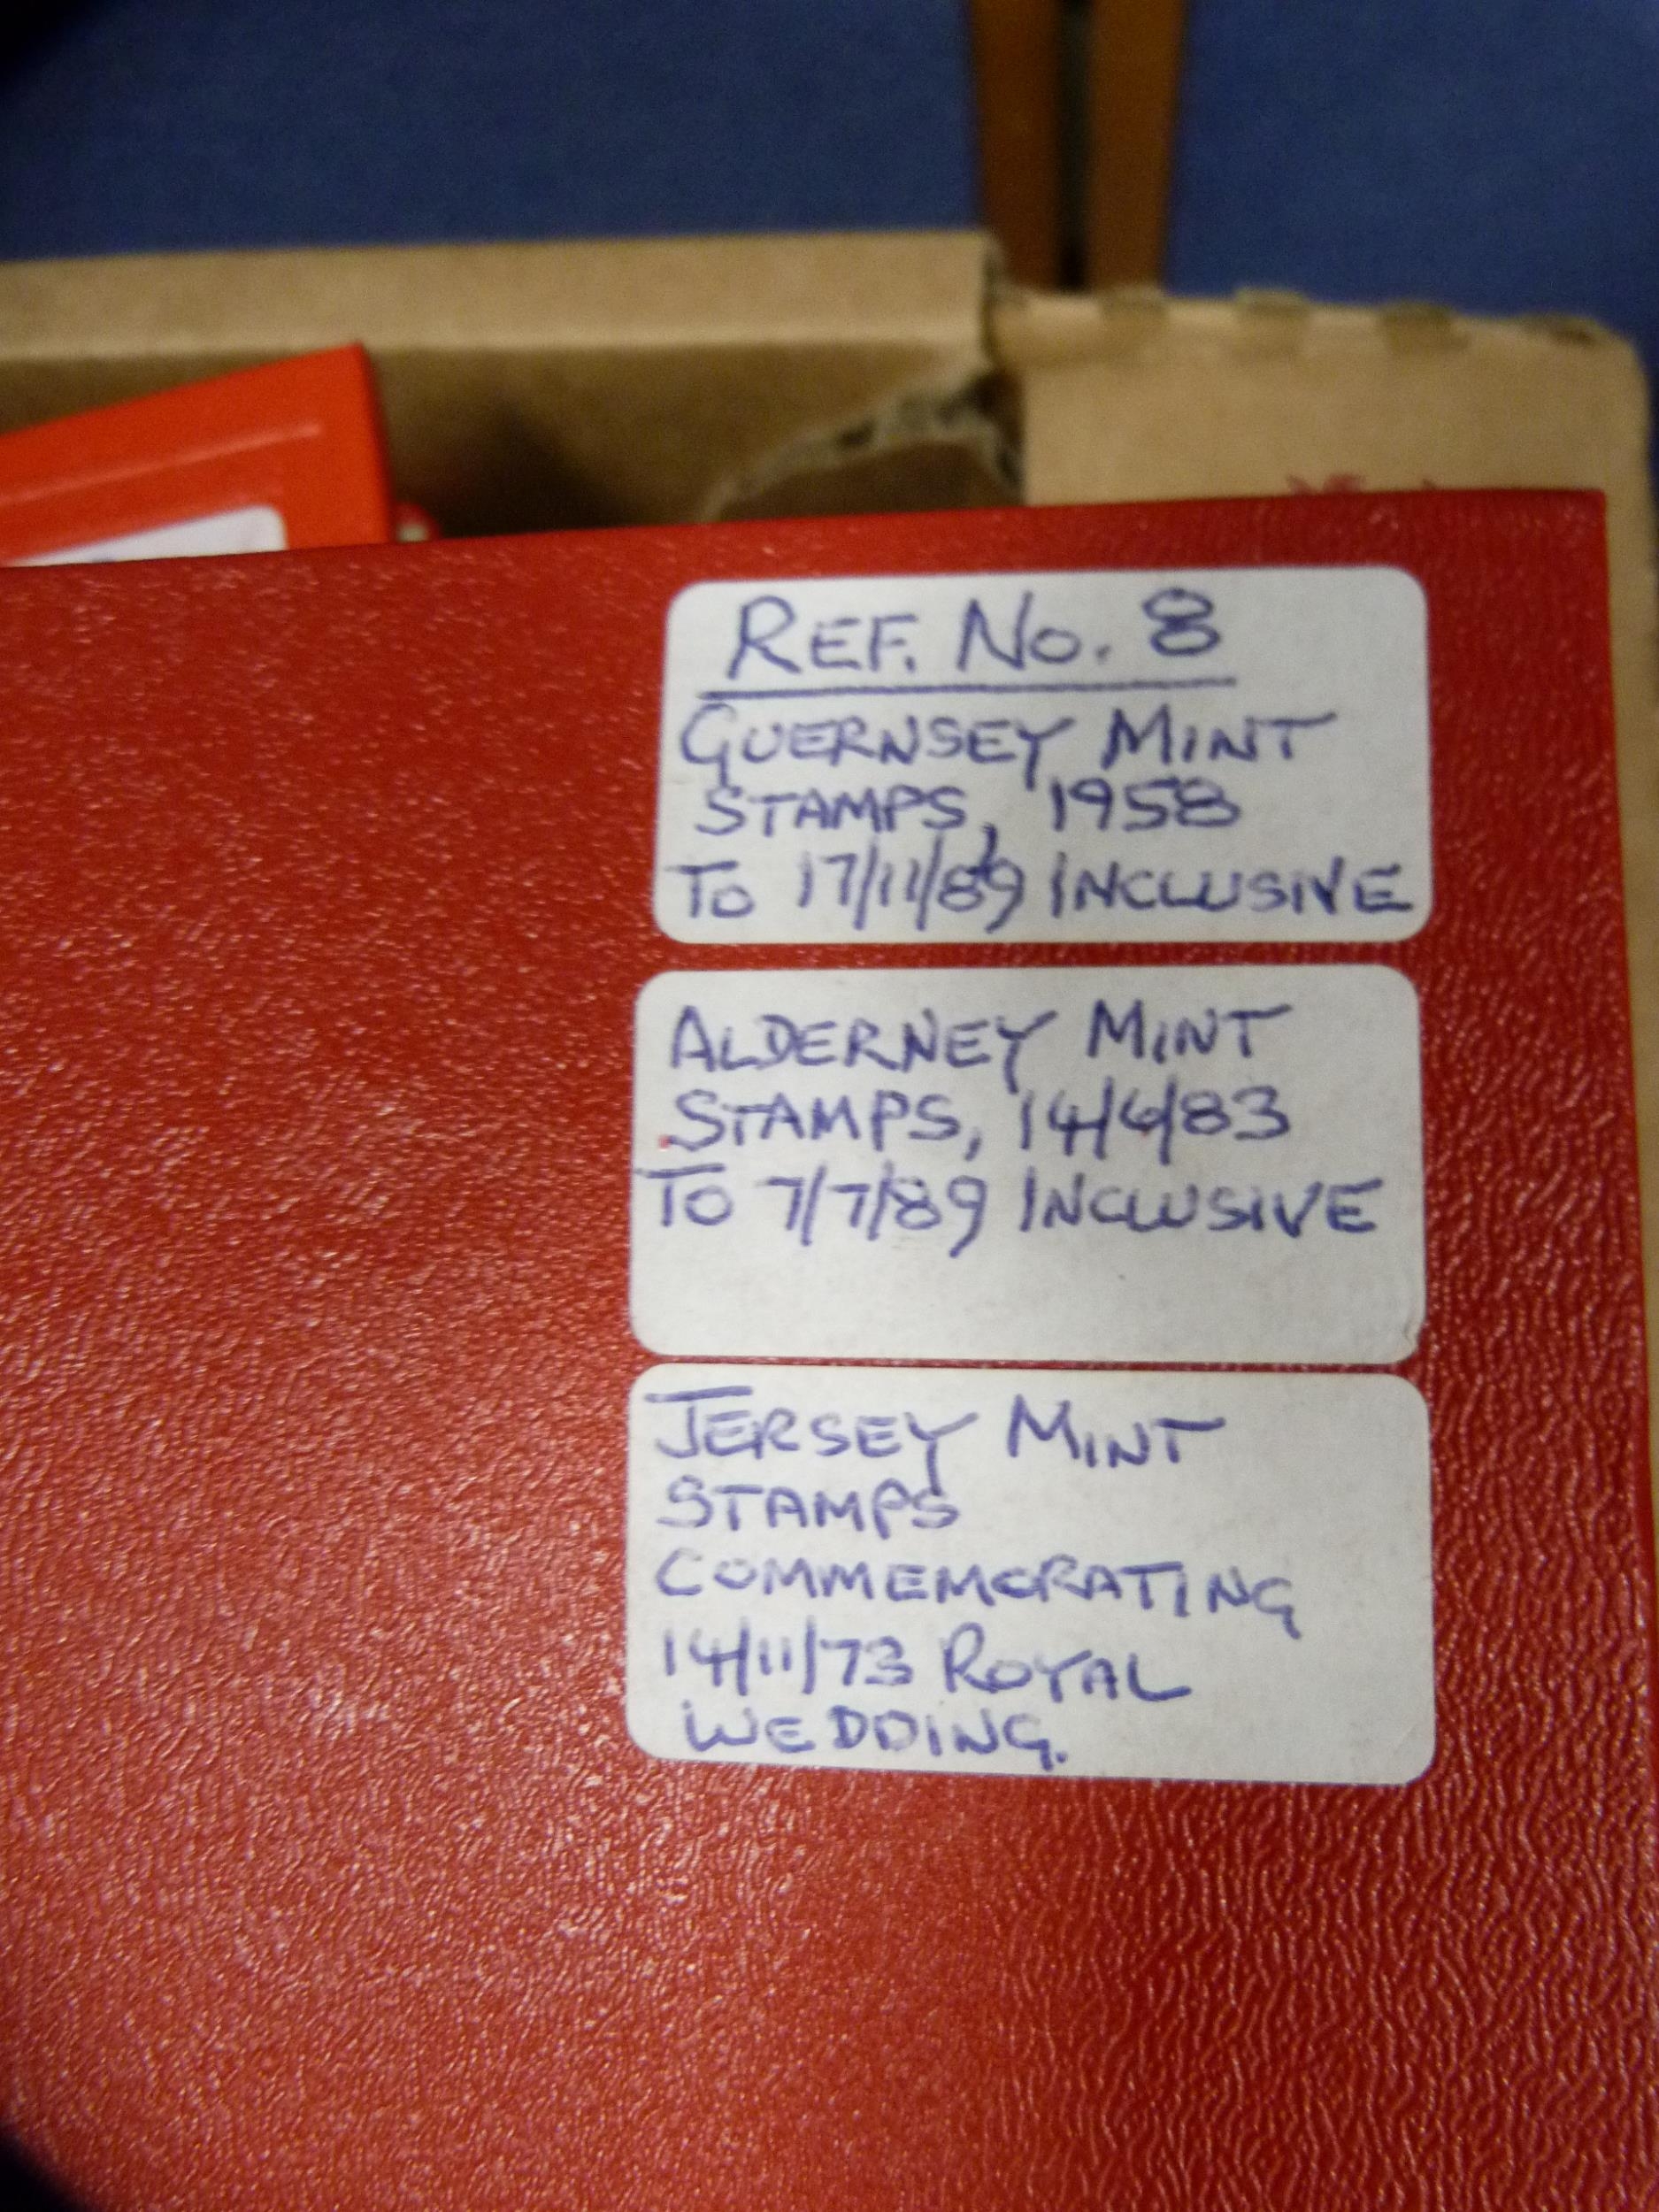 REF. No. 8
GUERNSEY MINT
STAMPS, 1958
TO 17/11/89 INCLUSIVE
ALDERNEY MINT
STAMPS, 14/6/83
TO 7/7/89 INCLUSIVE
JERSEY MINT
STAMPS
COMMEMORATING
14/11/73 ROYAL
WEDDING.